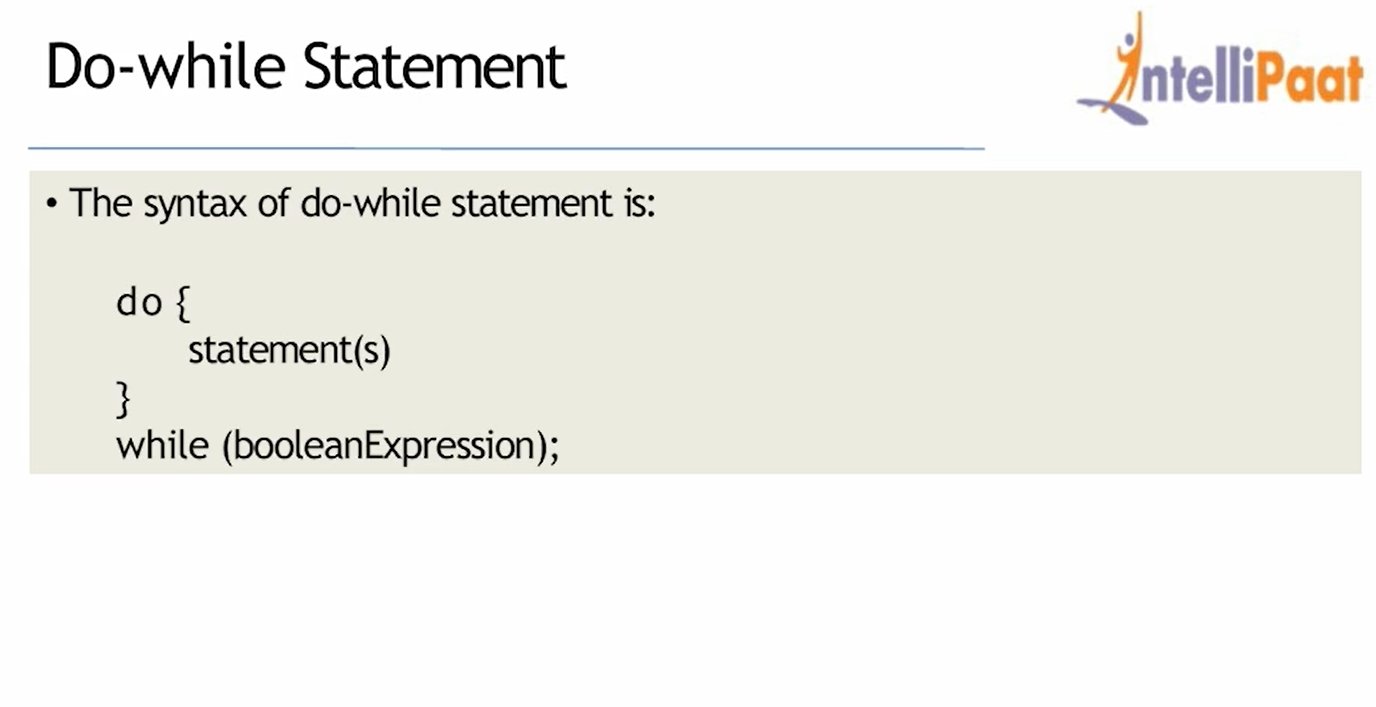 Do-while Statement
IntelliPaat
• The syntax of do-while statement is:
do {
statement(s)
}
while (booleanExpression);